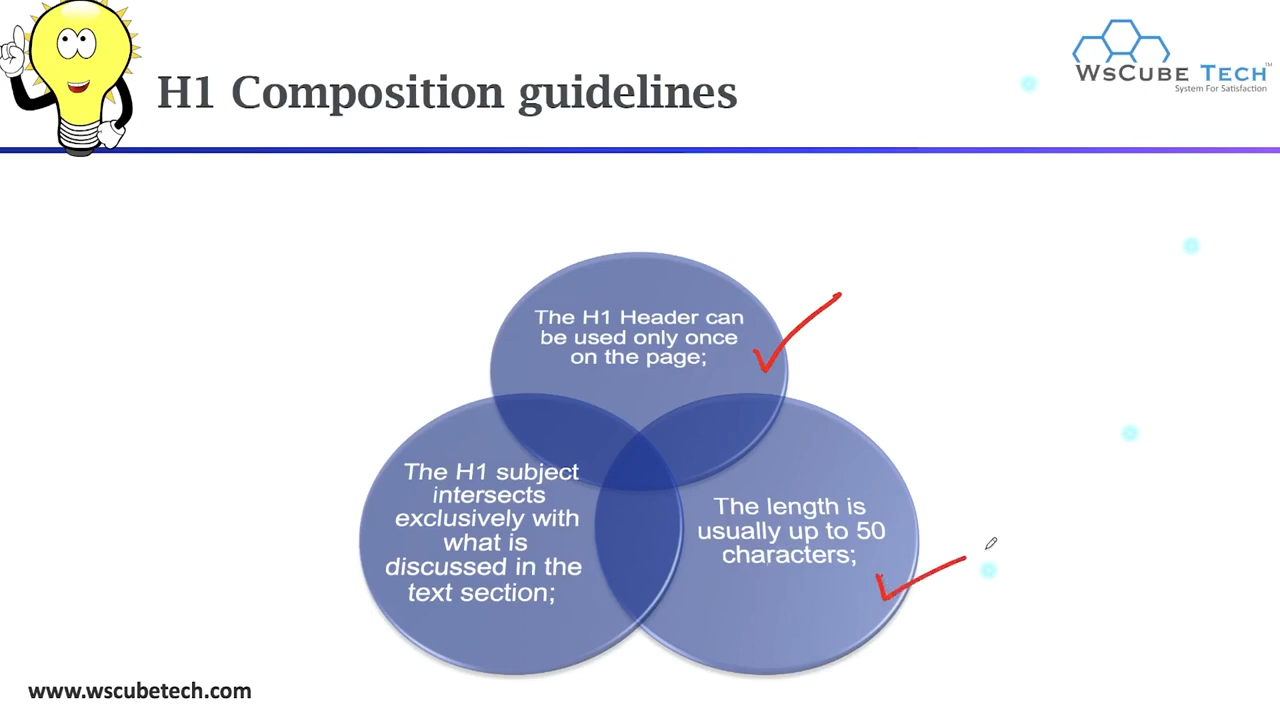 H1 Composition guidelines
WsCube Tech™
System For Satisfaction
The H1 Header can
be used only once
on the page;
The H1 subject
intersects
exclusively with
what is
discussed in the
text section;
The length is
usually up to 50
characters;
www.wscubetech.com